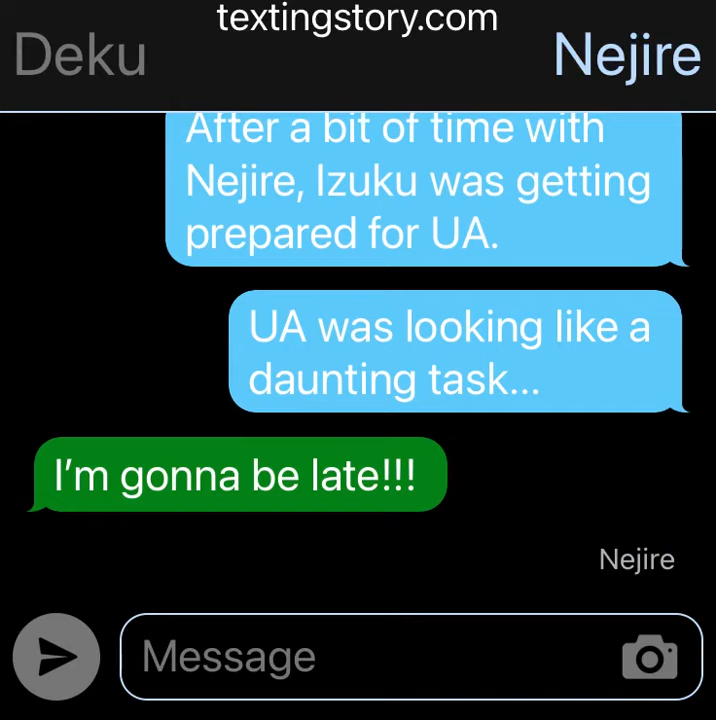 textingstory.com
Deku
Nejire
After a bit of time with
Nejire, Izuku was getting
prepared for UA.
UA was looking like a
daunting task...
I’m gonna be late!!!
Nejire
Message